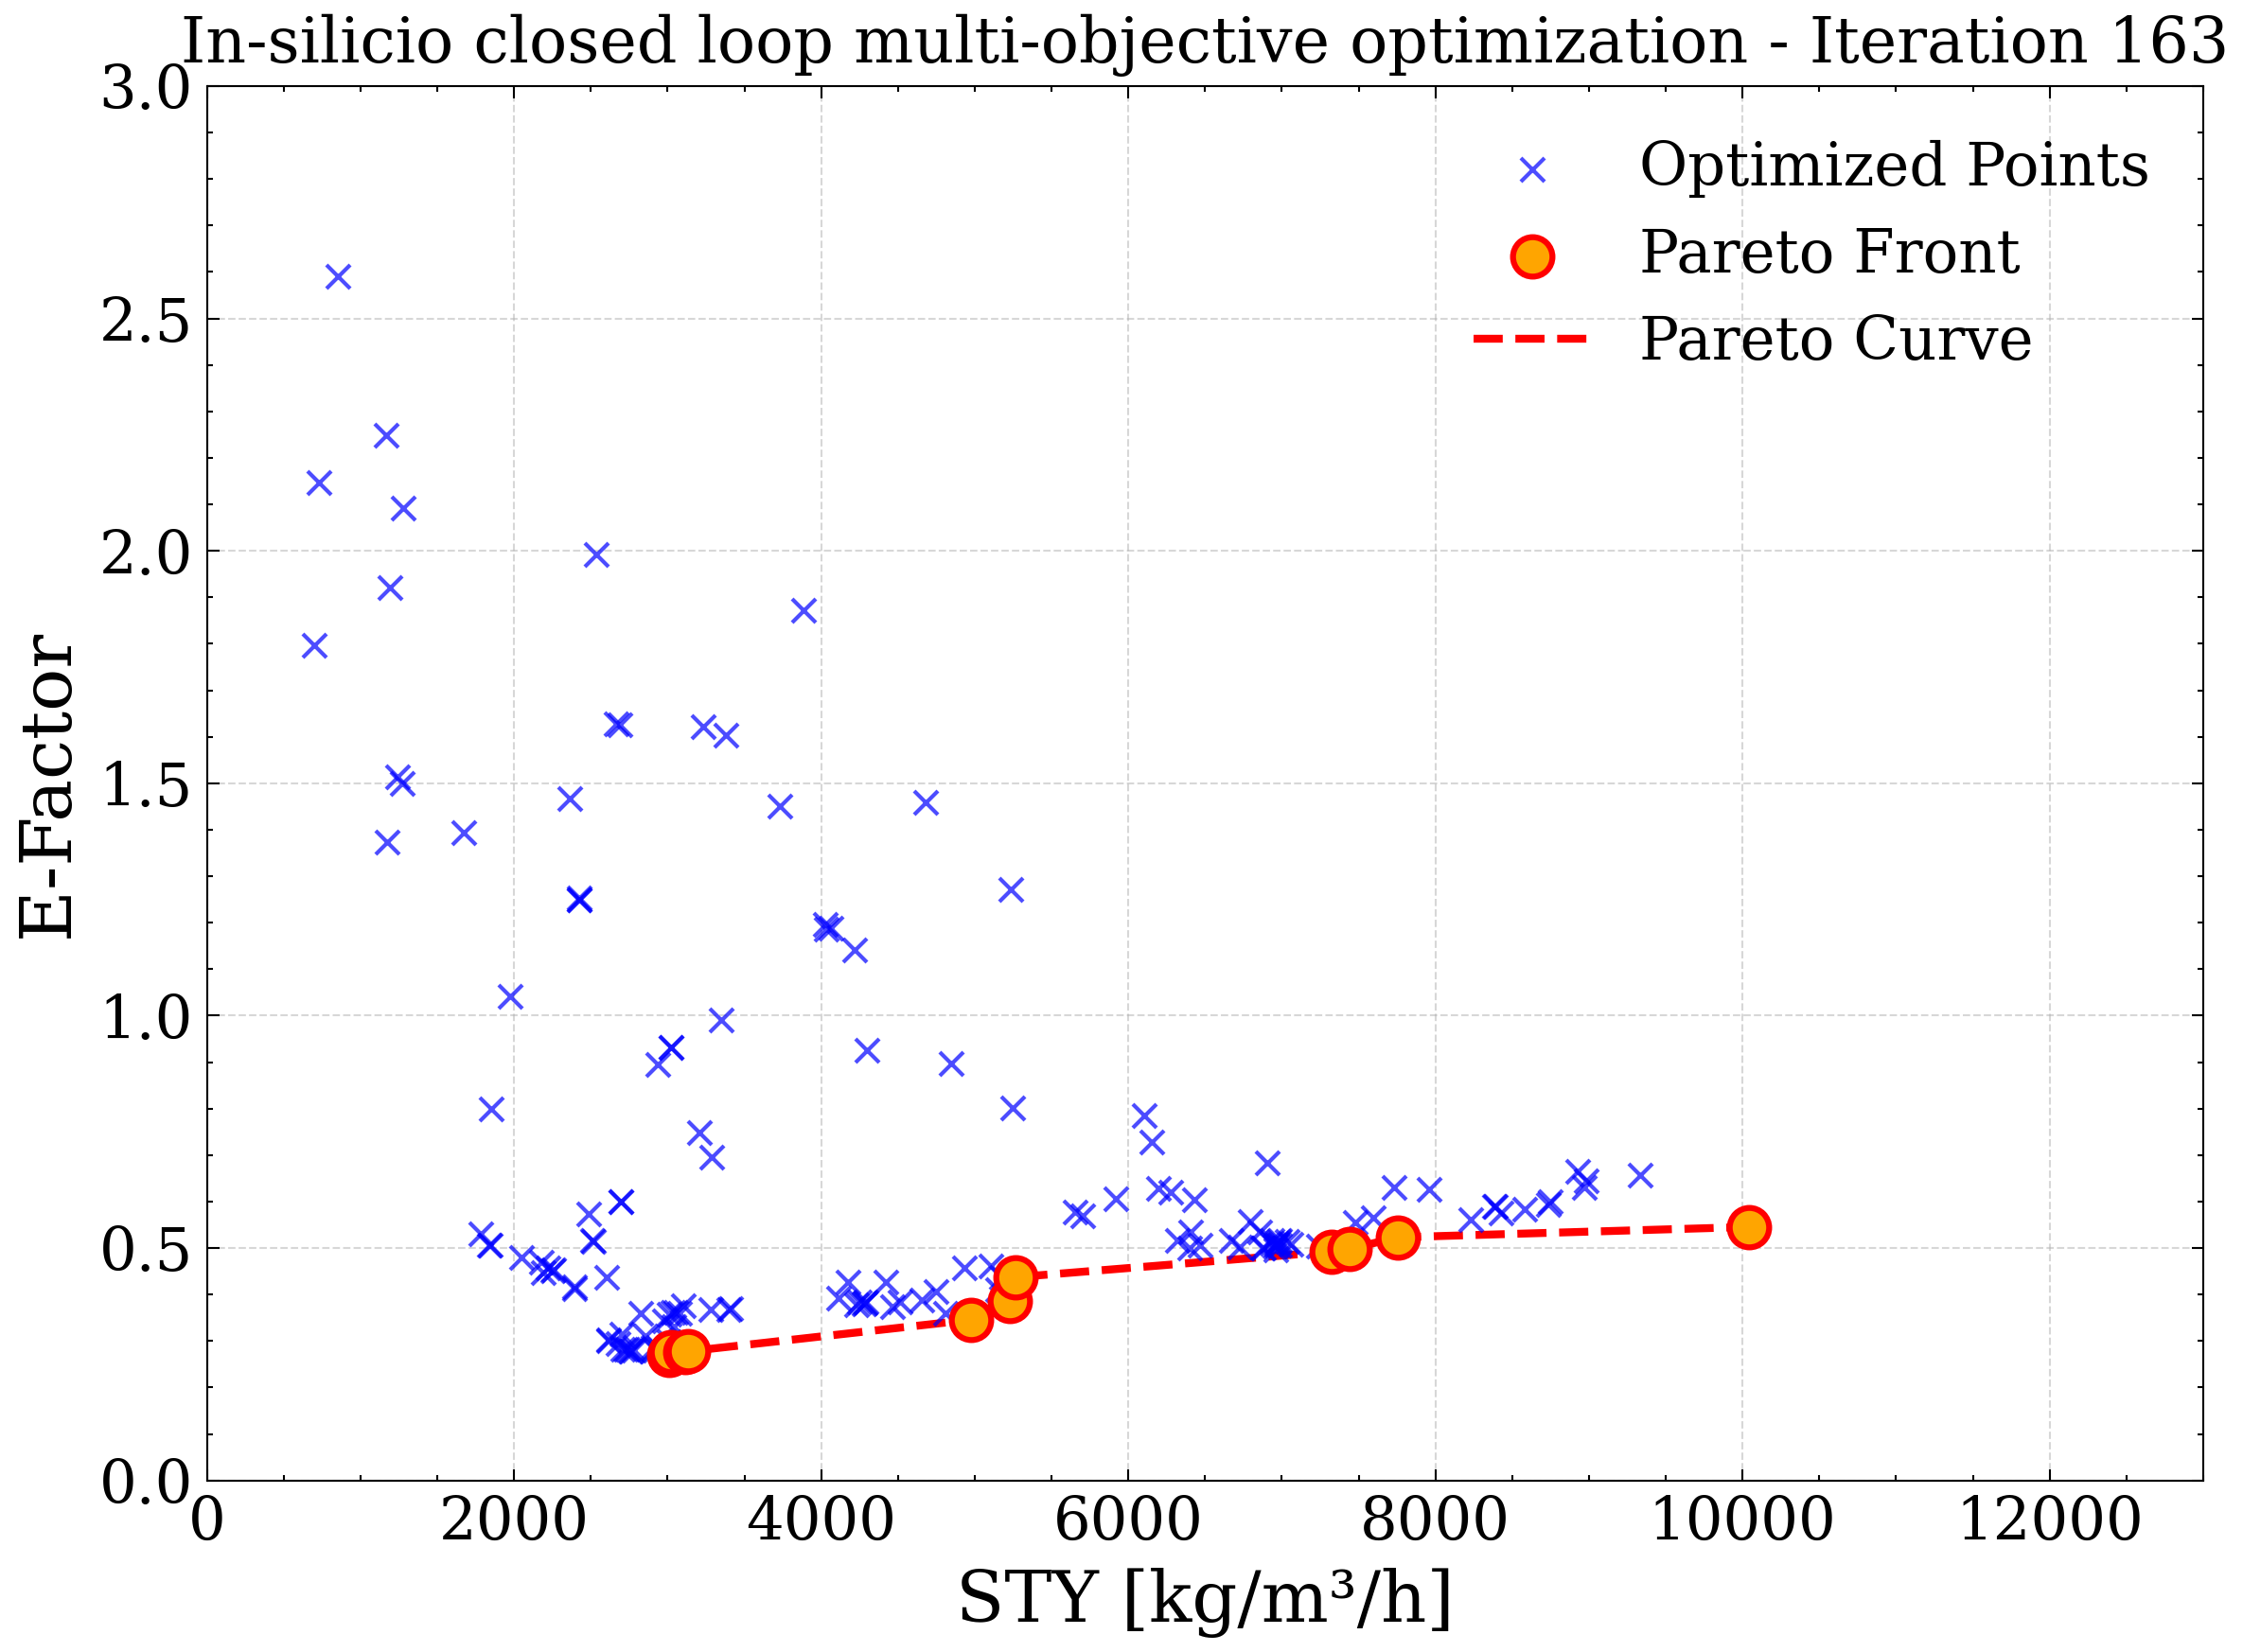 In-silicio closed loop multi-objective optimization - Iteration 163
3.0
2.5
2.0
1.5
1.0
0.5
0.0
E-Factor
Optimized Points
Pareto Front
Pareto Curve
0 2000 4000 6000 8000 10000 12000
STY [kg/m³/h]